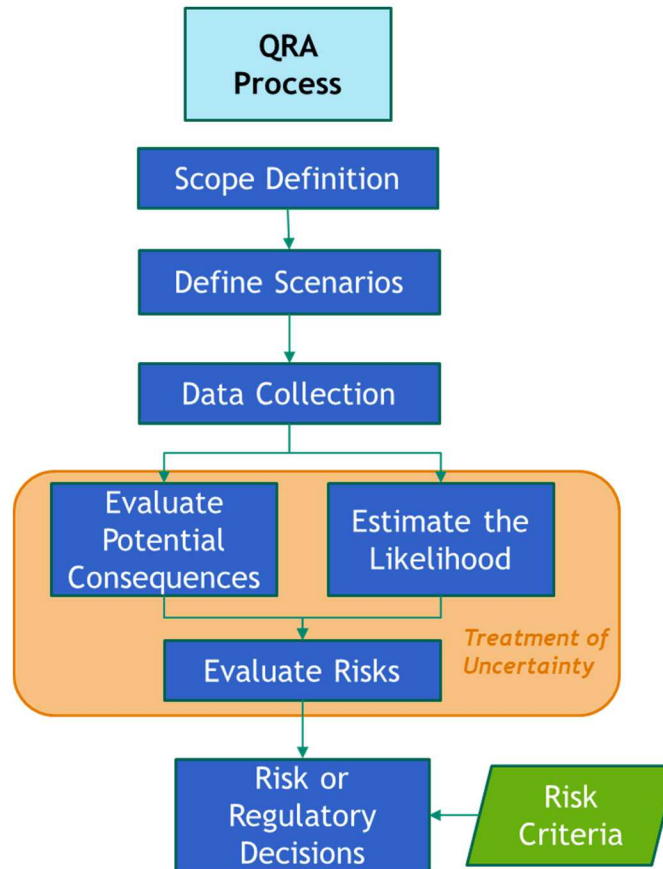 QRA
Process
Scope Definition
Define Scenarios
Data Collection
Evaluate
Potential
Consequences
Estimate the
Likelihood
Treatment of
Uncertainty
Evaluate Risks
Risk or
Regulatory
Decisions
Risk
Criteria